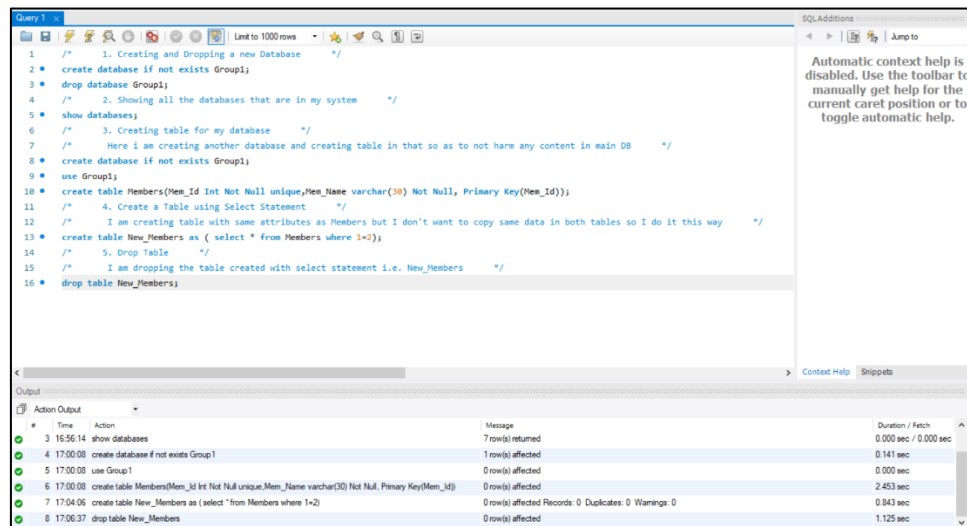 Query 1
SQLAdditions
Limit to 1000 rows
Jump to
1 /* 1. Creating and Dropping a new Database */
2 create database if not exists Group1;
3 drop database Group1;
4 /* 2. Showing all the databases that are in my system */
5 show databases;
6 /* 3. Creating table for my database */
7 /* Here i am creating another database and creating table in that so as to not harm any content in main DB */
8 create database if not exists Group1;
9 use Group1;
10 create table Members(Mem_Id Int Not Null unique,Mem_Name varchar(30) Not Null, Primary Key(Mem_Id));
11 /* 4. Create a Table using Select Statement */
12 /* I am creating table with same attributes as Members but I don't want to copy same data in both tables so I do it this way */
13 create table New_Members as ( select * from Members where 1=2);
14 /* 5. Drop Table */
15 /* I am dropping the table created with select statement i.e. New_Members */
16 drop table New_Members;
Automatic context help is
disabled. Use the toolbar to
manually get help for the
current caret position or to
toggle automatic help.
Context Help Snippets
Output
Action Output
# Time Action Message Duration / Fetch
3 16:56:14 show databases 7 row(s) returned 0.000 sec / 0.000 sec
4 17:00:08 create database if not exists Group1 1 row(s) affected 0.141 sec
5 17:00:08 use Group1 0 row(s) affected 0.000 sec
6 17:00:08 create table Members(Mem_Id Int Not Null unique,Mem_Name varchar(30) Not Null, Primary Key(Mem_Id)) 0 row(s) affected 2.453 sec
7 17:04:06 create table New_Members as ( select * from Members where 1=2) 0 row(s) affected Records: 0 Duplicates: 0 Warnings: 0 0.843 sec
8 17:06:37 drop table New_Members 0 row(s) affected 1.125 sec